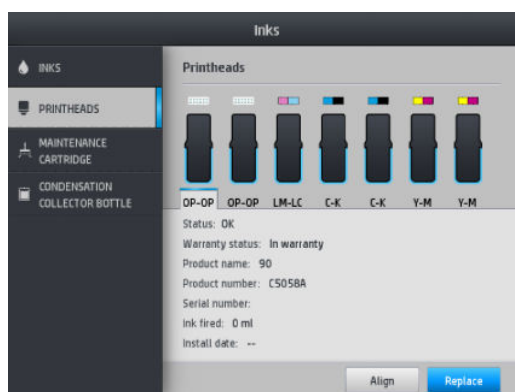 Inks
INKS
PRINTHEADS
MAINTENANCE
CARTRIDGE
CONDENSATION
COLLECTOR BOTTLE
Printheads
OP-OP OP-OP LM-LC C-K C-K Y-M Y-M
Status: OK
Warranty status: In warranty
Product name: 90
Product number: C5058A
Serial number:
Ink fired: 0 ml
Install date: --
Align Replace